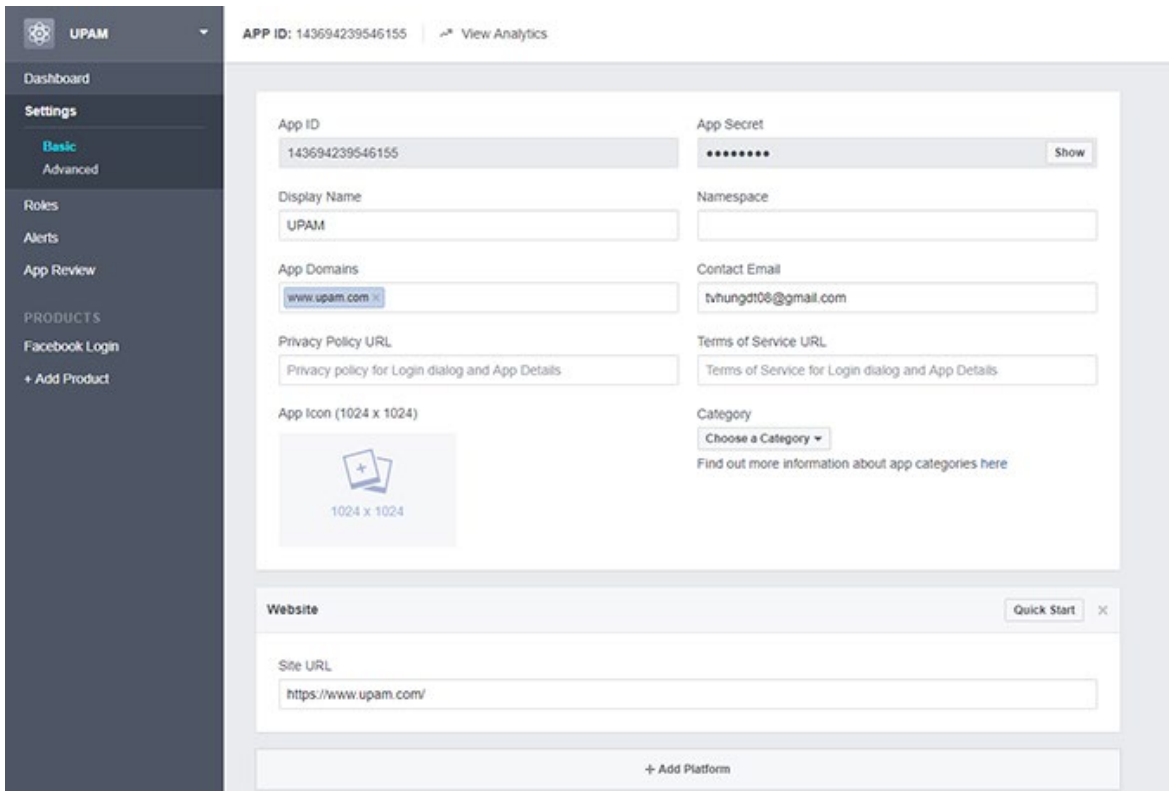 UPAM
APP ID: 143694239546155
View Analytics
Dashboard
Settings
Basic
Advanced
Roles
Alerts
App Review
PRODUCTS
Facebook Login
+ Add Product
App ID
App Secret
143694239546155
•••••••• Show
Display Name
Namespace
UPAM
App Domains
Contact Email
www.upam.com ×
tvhungdt08@gmail.com
Privacy Policy URL
Terms of Service URL
Privacy policy for Login dialog and App Details
Terms of Service for Login dialog and App Details
App Icon (1024 x 1024)
Category
Choose a Category
Find out more information about app categories here
1024 x 1024
Website
Quick Start ×
Site URL
https://www.upam.com/
+ Add Platform